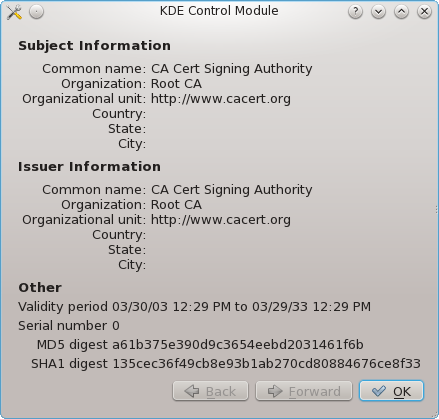 KDE Control Module
Subject Information
Common name: CA Cert Signing Authority
Organization: Root CA
Organizational unit: http://www.cacert.org
Country:
State:
City:
Issuer Information
Common name: CA Cert Signing Authority
Organization: Root CA
Organizational unit: http://www.cacert.org
Country:
State:
City:
Other
Validity period 03/30/03 12:29 PM to 03/29/33 12:29 PM
Serial number 0
MD5 digest a61b375e390d9c3654eebd2031461f6b
SHA1 digest 135cec36f49cb8e93b1ab270cd80884676ce8f33
Back
Forward
OK